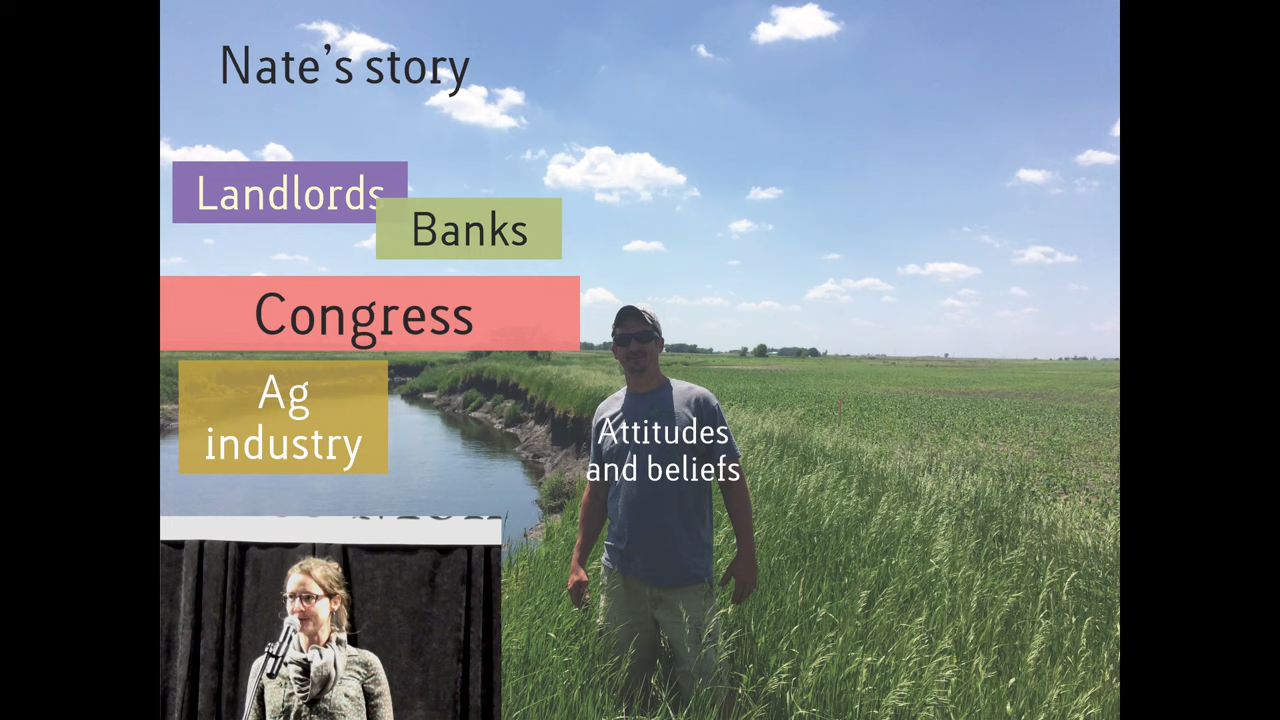 Nate's story
Landlords
Banks
Congress
Ag
industry
Attitudes
and beliefs